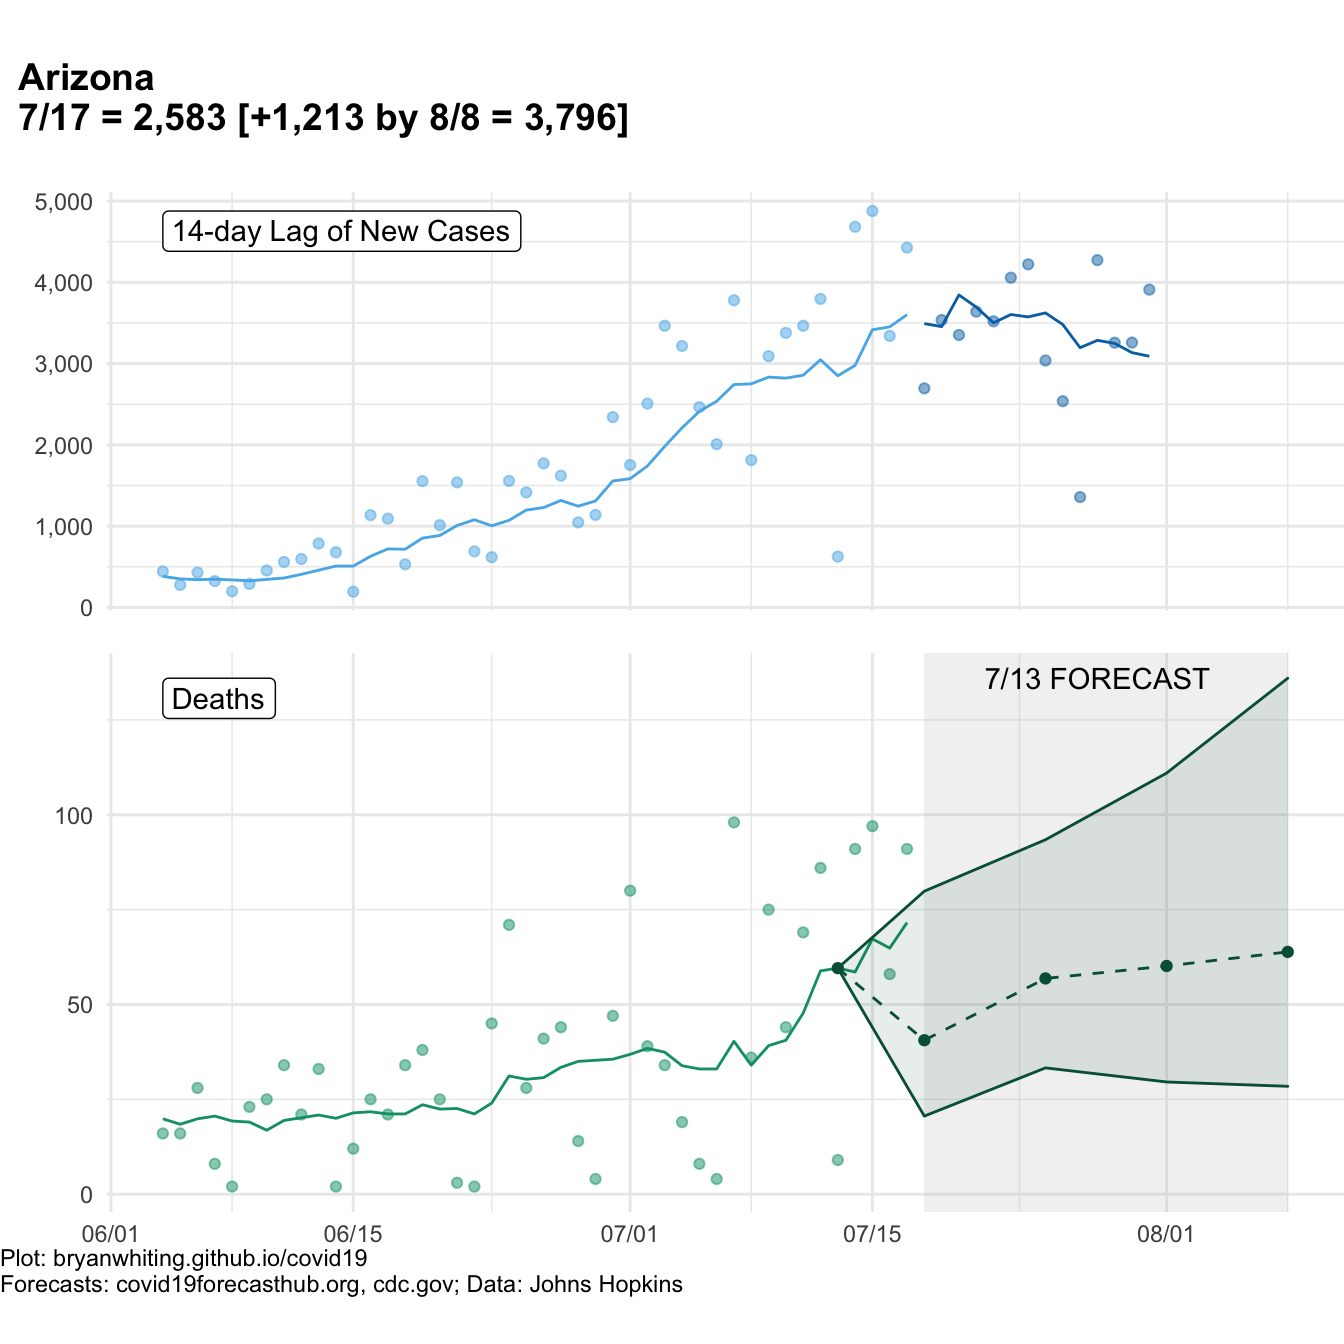 Arizona
7/17 = 2,583 [+1,213 by 8/8 = 3,796]
5,000
14-day Lag of New Cases
4,000
3,000
2,000
1,000
0
7/13 FORECAST
Deaths
100
50
0
06/01 06/15 07/01 07/15 08/01
Plot: bryanwhiting.github.io/covid19
Forecasts: covid19forecasthub.org, cdc.gov; Data: Johns Hopkins